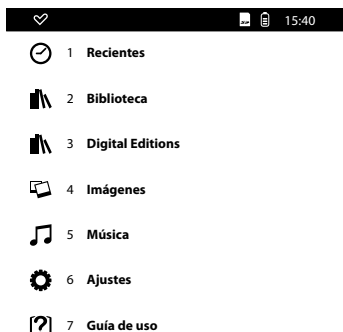 15:40
1 Recientes
2 Biblioteca
3 Digital Editions
4 Imágenes
5 Música
6 Ajustes
7 Guía de uso